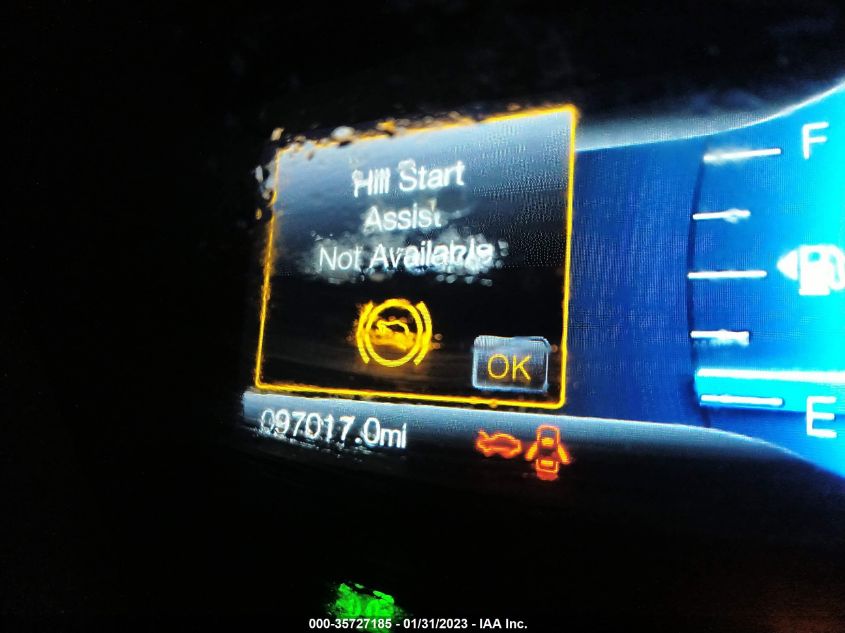 Hill Start
Assist
Not Available
OK
097017.0mi
F
E
000-35727185 - 01/31/2023 - IAA Inc.